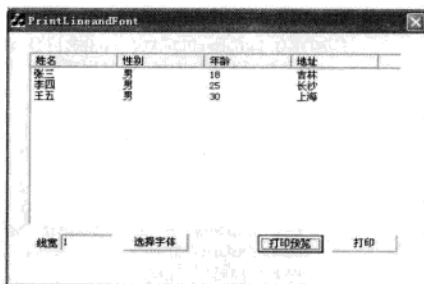 PrintLineandFont
姓名 性别 年龄 地址
张三 男 18 吉林
李四 男 25 长沙
王五 男 30 上海
线宽 1 选择字体 打印预览 打印